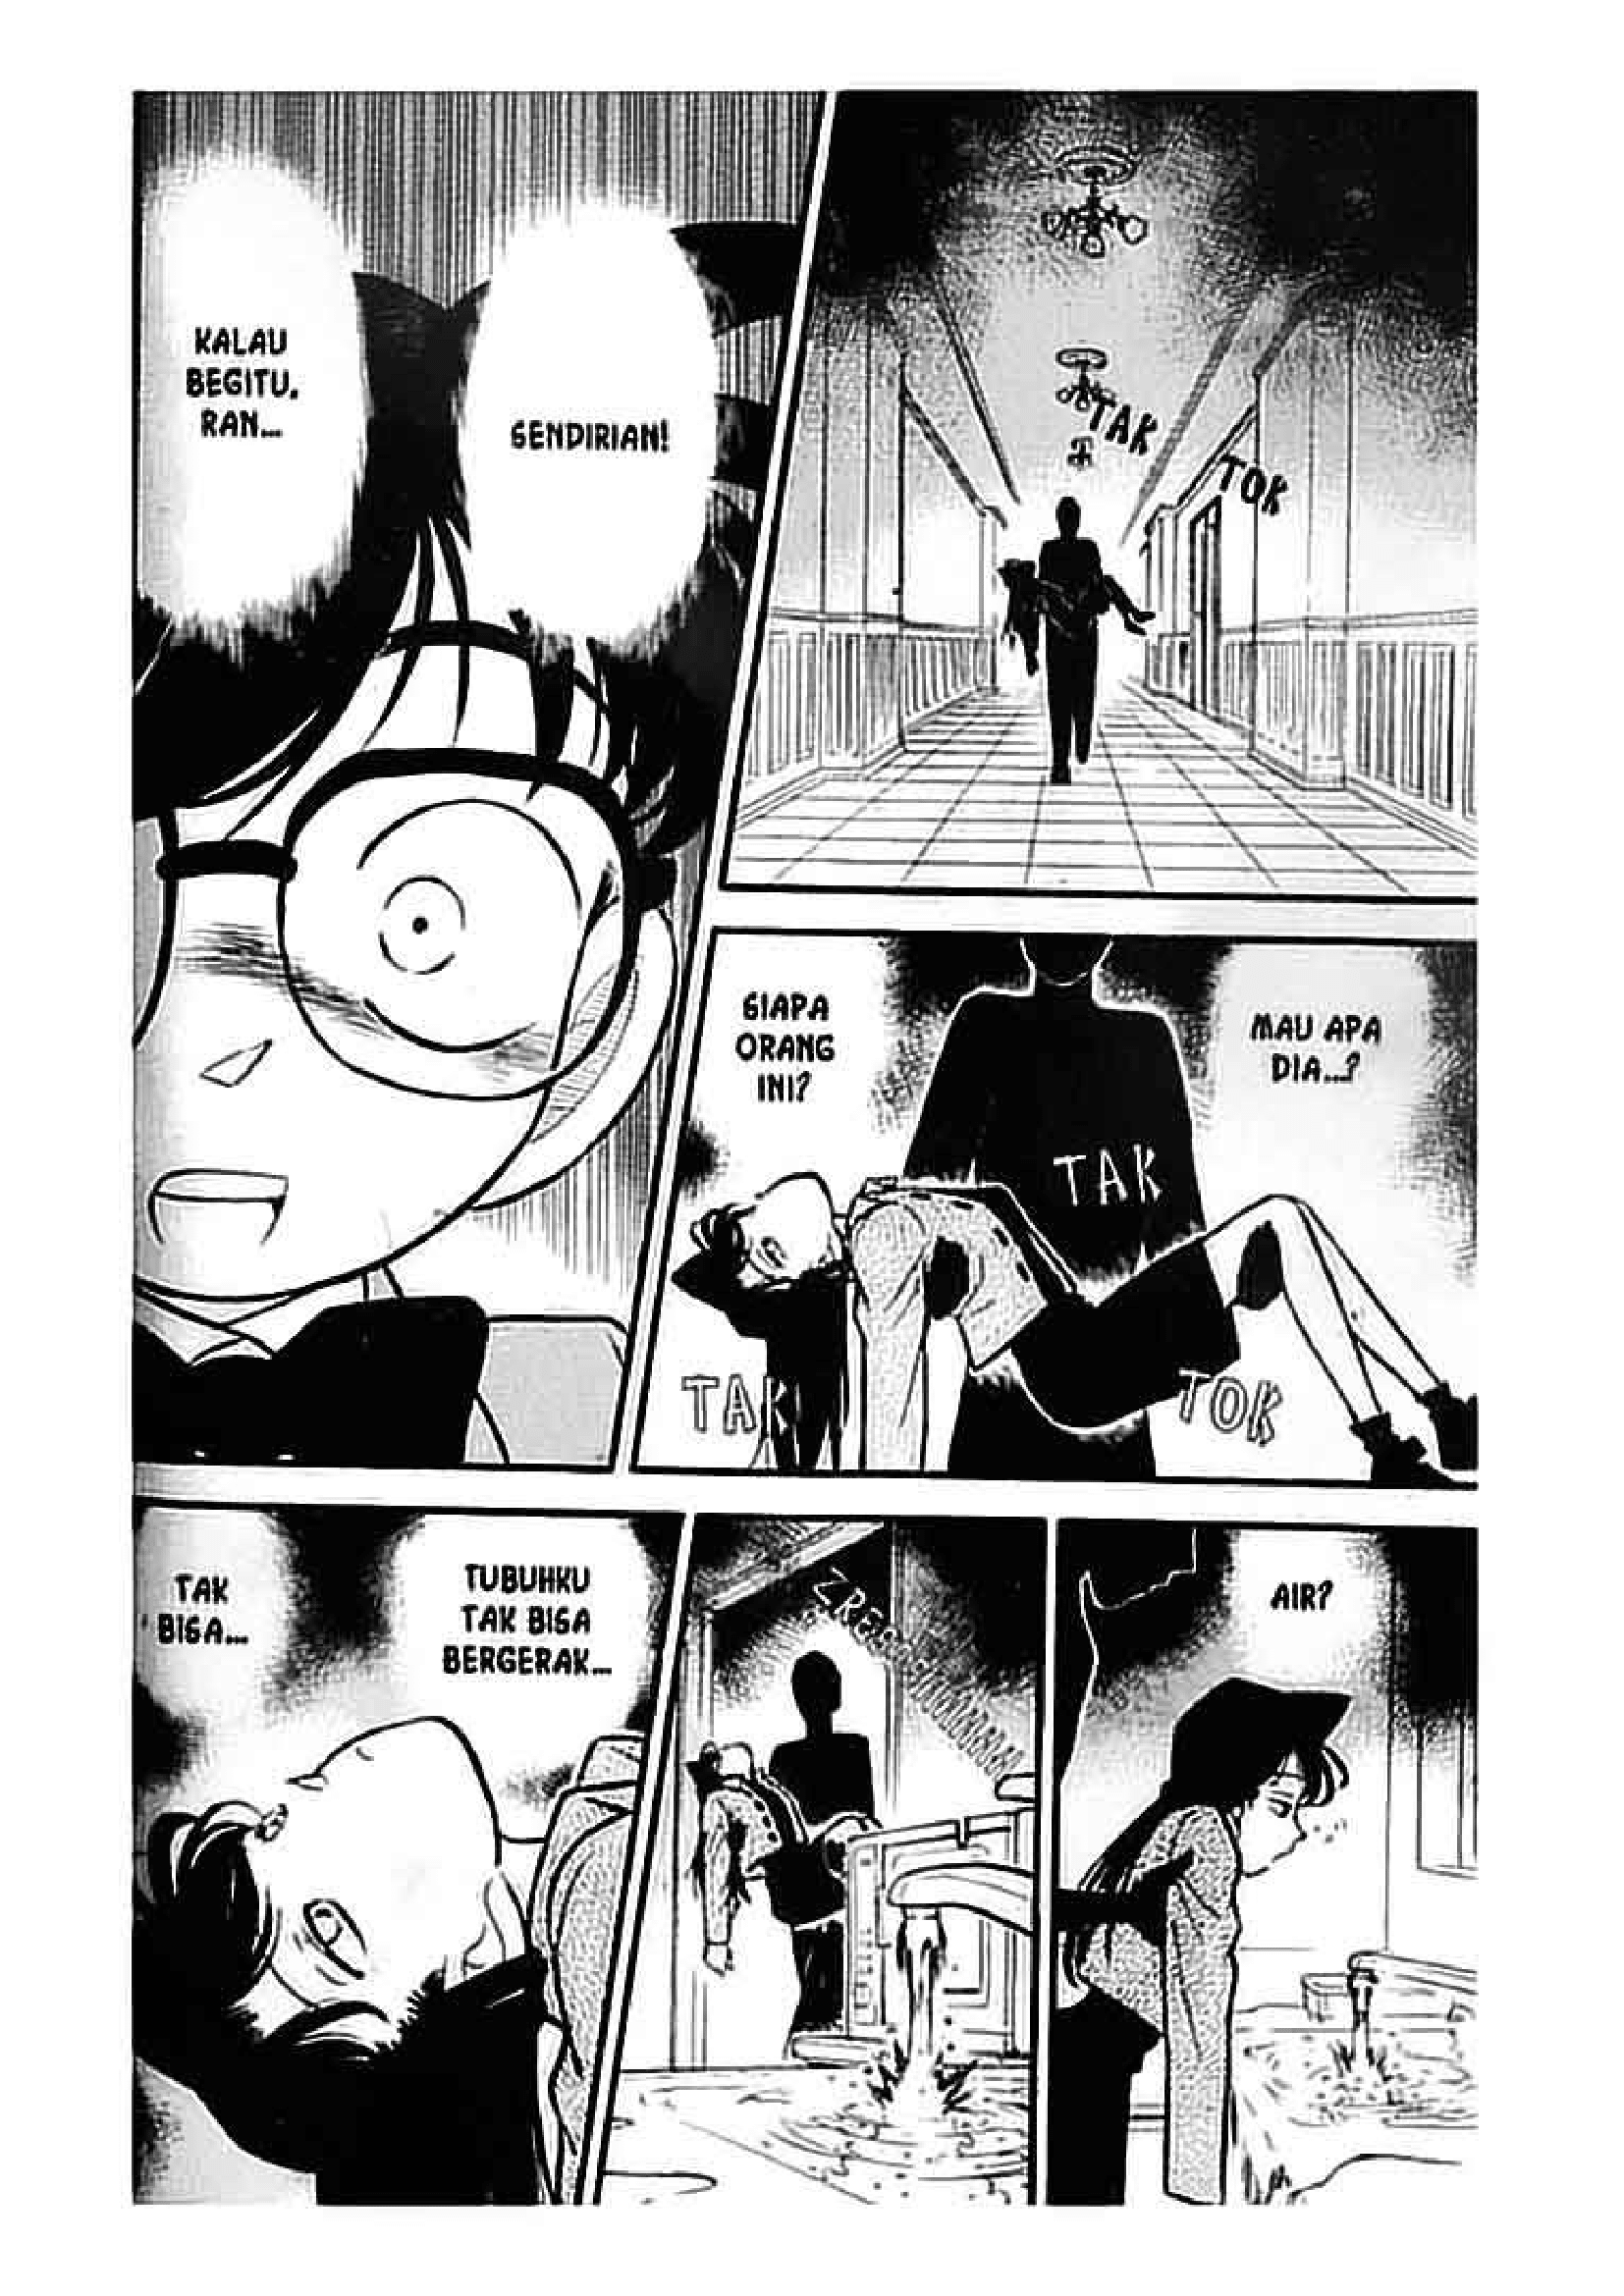 TAK
TOK
SENDIRIAN!
KALAU
BEGITU,
RAN...
MAU APA
DIA...?
SIAPA
ORANG
INI?
TAK
TOK
TAK
AIR?
ZRESS
TUBUHKU
TAK BISA
BERGERAK...
TAK
BISA...